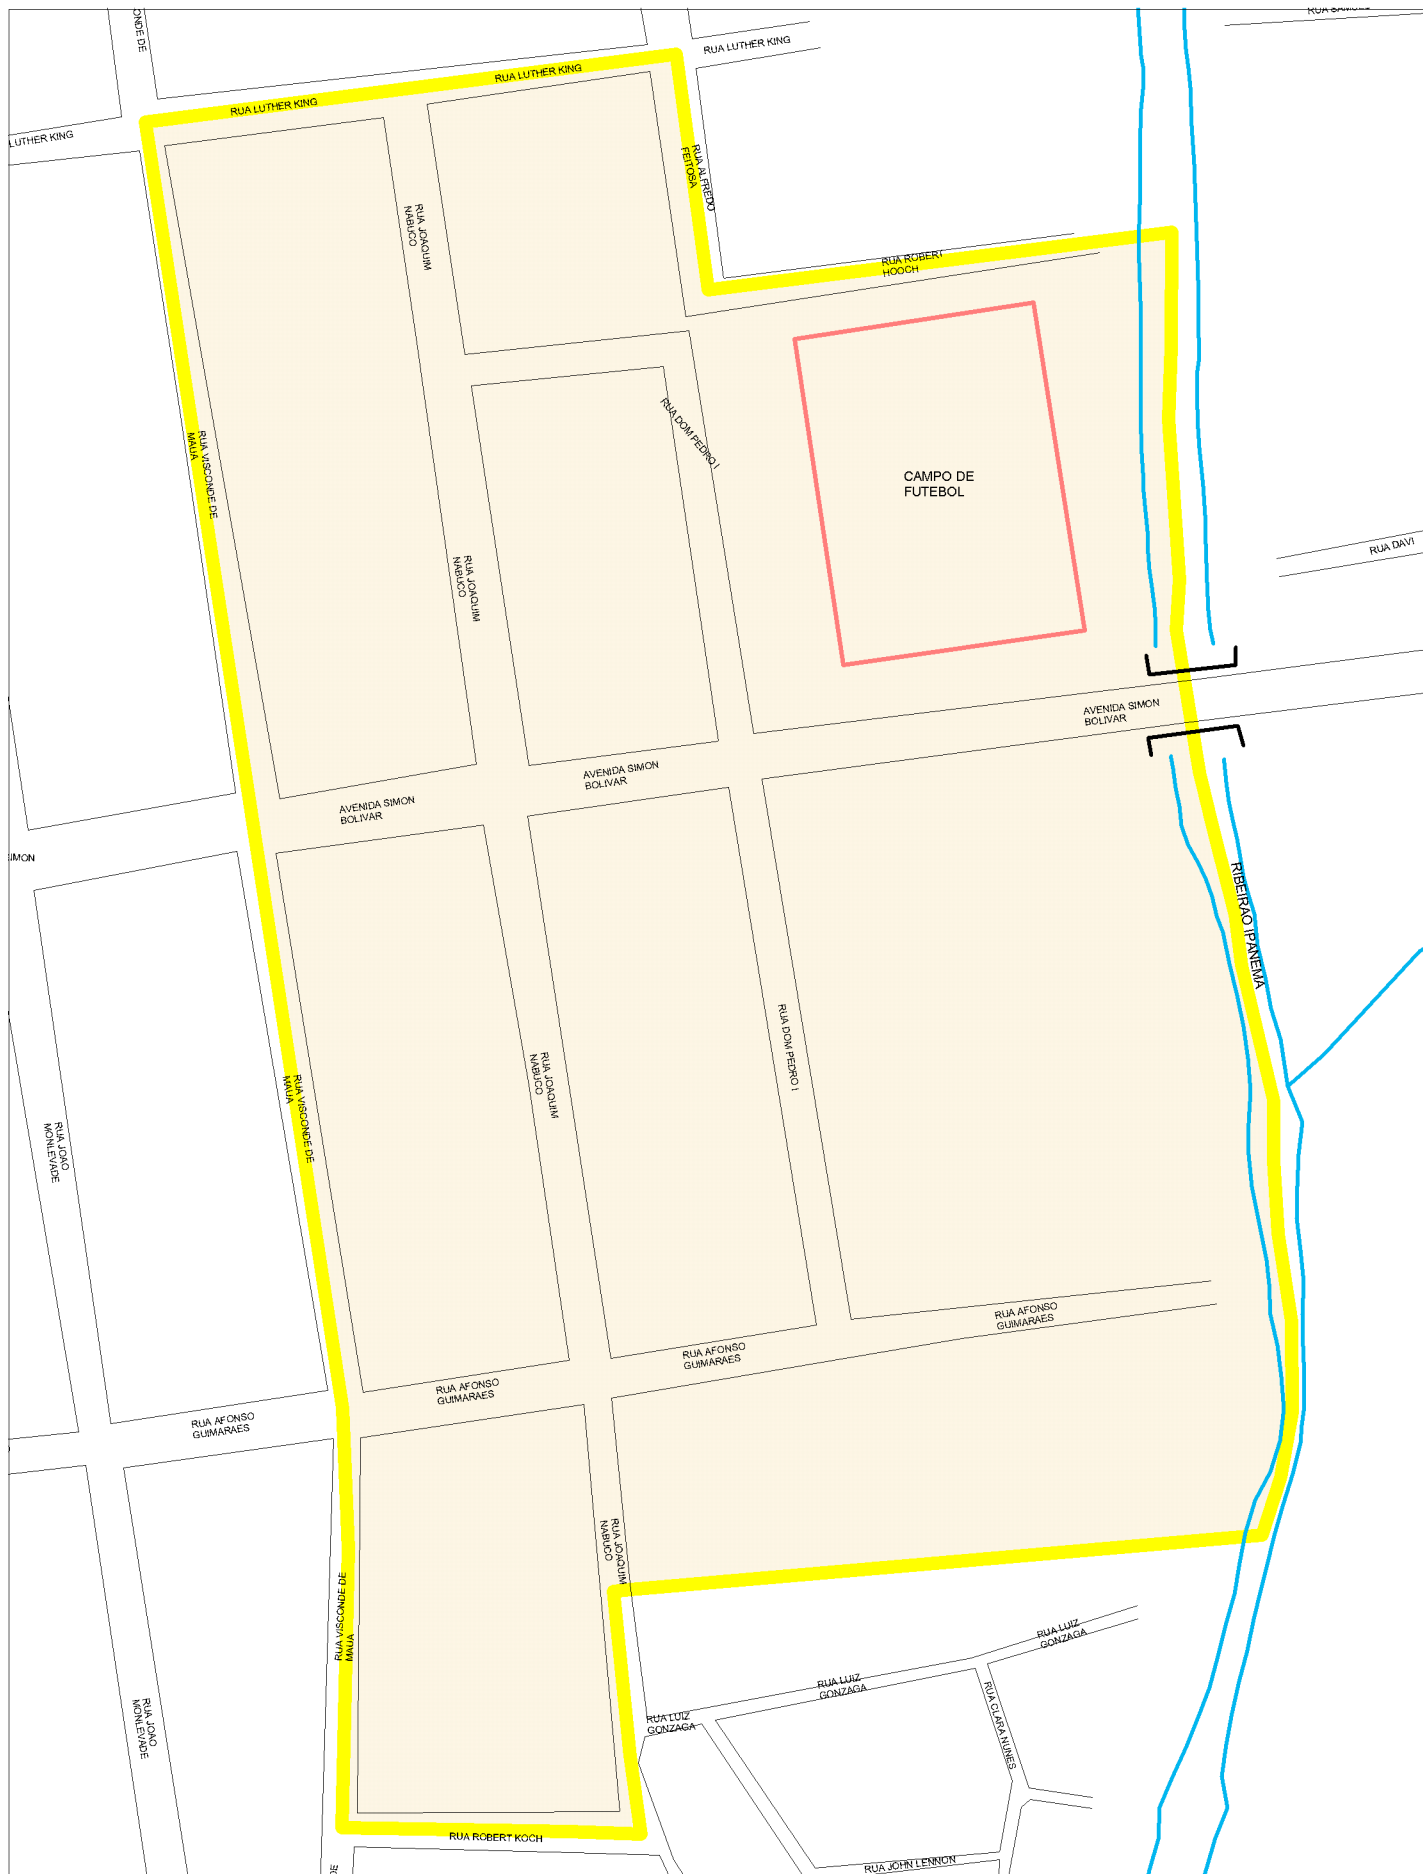 ONDE DE
RUA LUTHER KING
RUA LUTHER KING
RUA LUTHER KING
LUTHER KING
RUA ALFREDO
FEITOSA
RUA JOAQUIM
NABUCO
RUA ROBERT
HOOCH
RUA DOM PEDRO I
RUA VISCONDE DE
MAUA
CAMPO DE
FUTEBOL
RUA DAVI
RUA JOAQUIM
NABUCO
AVENIDA SIMON
BOLIVAR
AVENIDA SIMON
BOLIVAR
AVENIDA SIMON
BOLIVAR
IMON
RIBEIRAO IPANEMA
RUA DOM PEDRO I
RUA JOAQUIM
NABUCO
RUA VISCONDE DE
MAUA
RUA JOAO
MONLEVADE
RUA AFONSO
GUIMARAES
RUA AFONSO
GUIMARAES
RUA AFONSO
GUIMARAES
RUA AFONSO
GUIMARAES
RUA JOAQUIM
NABUCO
RUA VISCONDE DE
MAUA
RUA LUIZ
GONZAGA
RUA LUIZ
GONZAGA
RUA LUIZ
GONZAGA
RUA CLARA NUNES
RUA JOAO
MONLEVADE
RUA ROBERT KOCH
RUA JOHN LENNON
DE